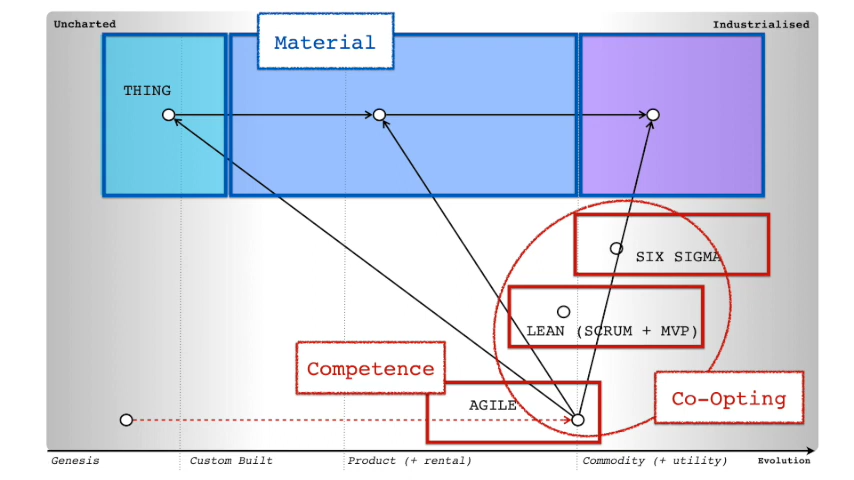 Uncharted
Industrialised
Material
THING
SIX SIGMA
LEAN (SCRUM + MVP)
Competence
AGILE
Co-Opting
Genesis
Custom Built
Product (+ rental)
Commodity (+ utility)
Evolution